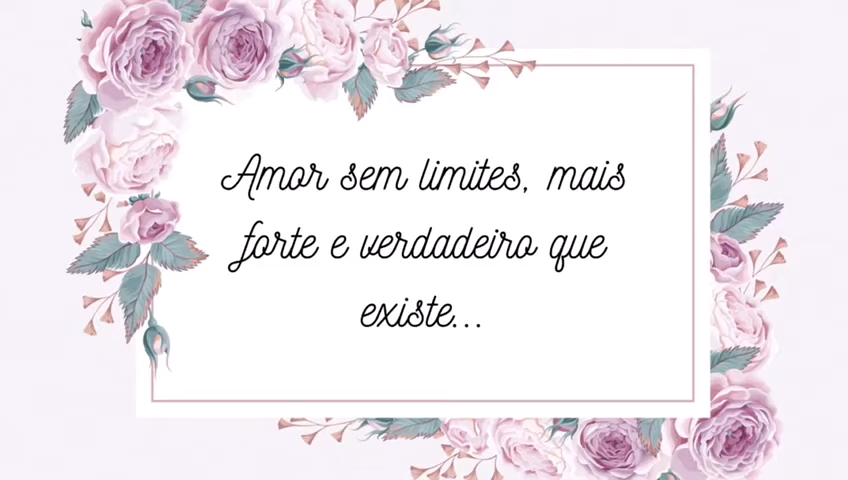 Amor sem limites, mais
forte e verdadeiro que
existe...